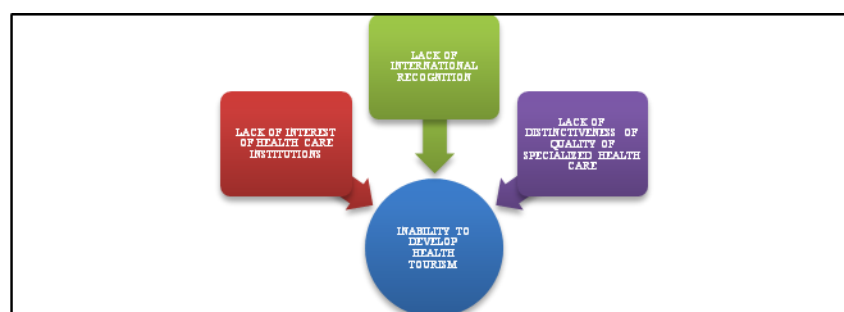 LACK OF
INTERNATIONAL
RECOGNITION
LACK OF INTEREST
OF HEALTH CARE
INSTITUTIONS
LACK OF
DISTINCTIVENESS OF
QUALITY OF
SPECIALIZED HEALTH
CARE
INABILITY TO
DEVELOP
HEALTH
TOURISM